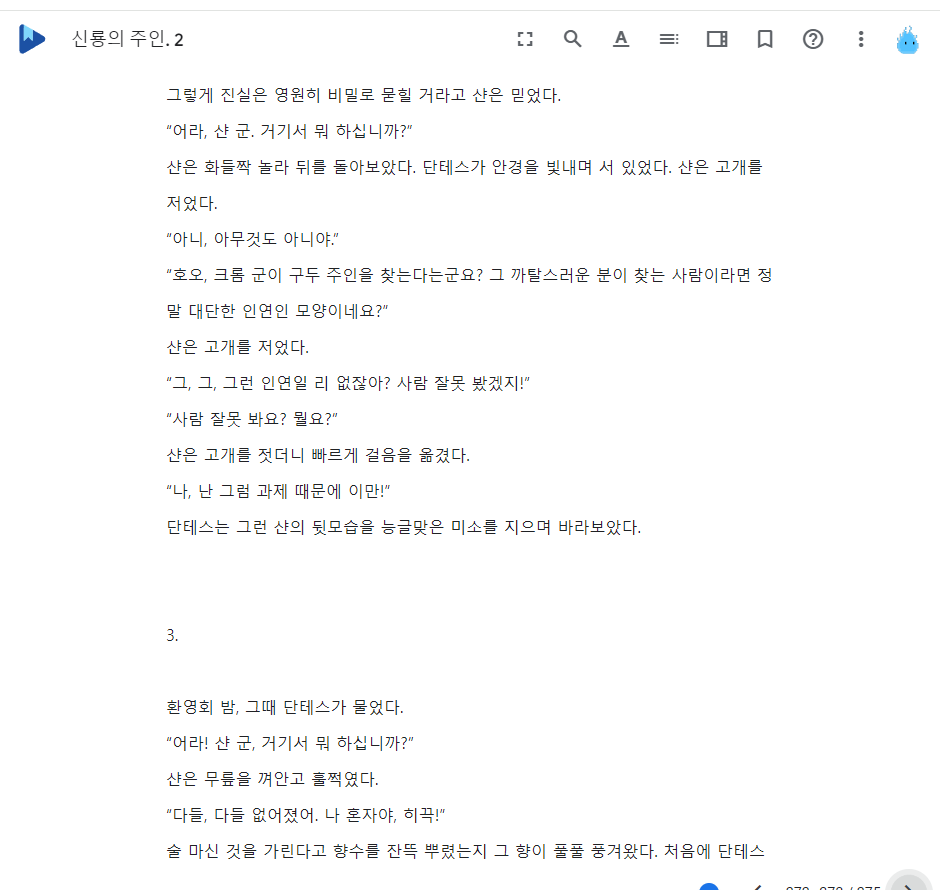 신룡의 주인. 2
그렇게 진실은 영원히 비밀로 묻힐 거라고 샨은 믿었다.
“어라, 샨 군. 거기서 뭐 하십니까?”
샨은 화들짝 놀라 뒤를 돌아보았다. 단테스가 안경을 빛내며 서 있었다. 샨은 고개를
저었다.
“아니, 아무것도 아니야.”
“호오, 크롬 군이 구두 주인을 찾는다는군요? 그 까탈스러운 분이 찾는 사람이라면 정
말 대단한 인연인 모양이네요?”
샨은 고개를 저었다.
“그, 그, 그런 인연일 리 없잖아? 사람 잘못 봤겠지!”
“사람 잘못 봐요? 뭘요?”
샨은 고개를 젓더니 빠르게 걸음을 옮겼다.
“나, 난 그럼 과제 때문에 이만!”
단테스는 그런 샨의 뒷모습을 능글맞은 미소를 지으며 바라보았다.
3.
환영회 밤, 그때 단테스가 물었다.
“어라! 샨 군, 거기서 뭐 하십니까?”
샨은 무릎을 껴안고 훌쩍였다.
“다들, 다들 없어졌어. 나 혼자야, 히끅!”
술 마신 것을 가린다고 향수를 잔뜩 뿌렸는지 그 향이 풀풀 풍겨왔다. 처음에 단테스